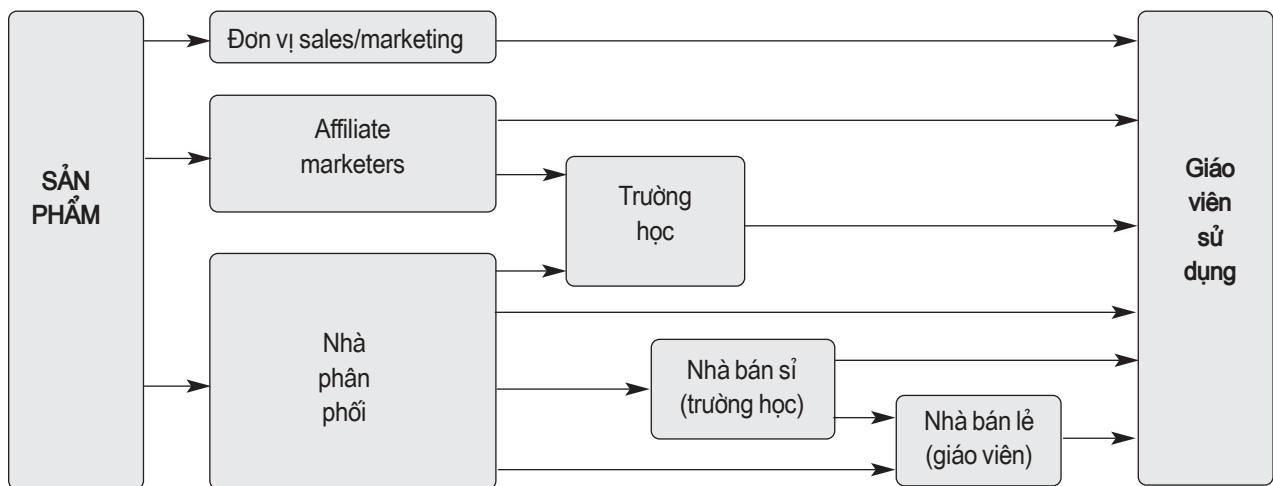 SẢN
PHẨM
Đơn vị sales/marketing
Affiliate
marketers
Trường
học
Nhà
phân
phối
Nhà bán sỉ
(trường học)
Nhà bán lẻ
(giáo viên)
Giáo
viên
sử
dụng